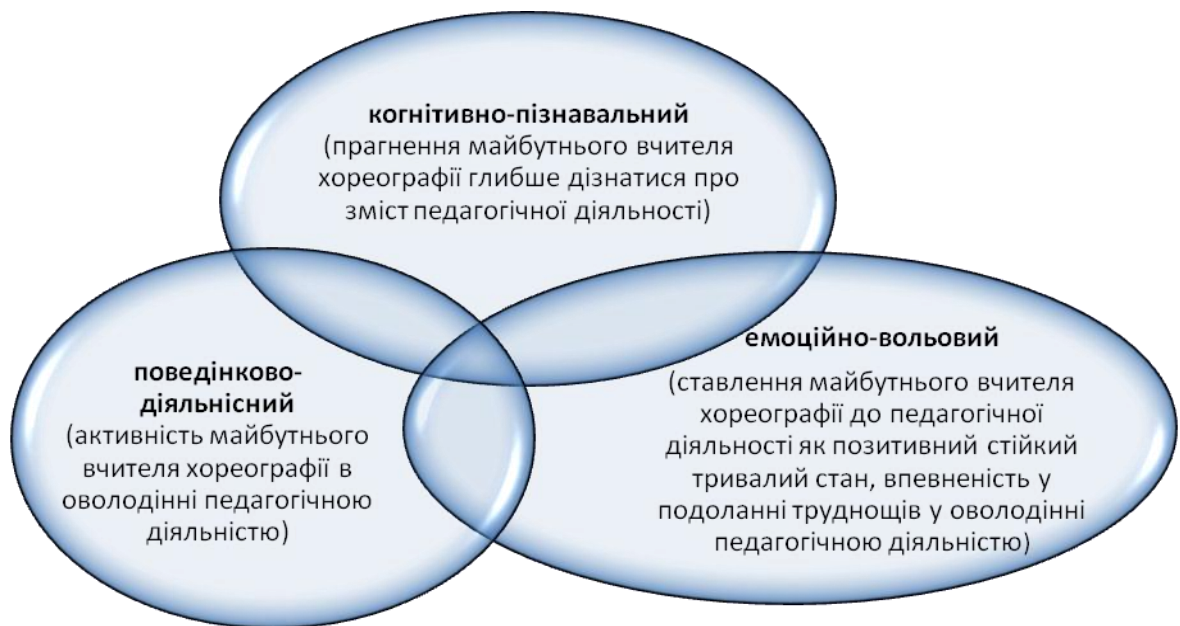 когнітивно-пізнавальний
(прагнення майбутнього вчителя
хореографії глибше дізнатися про
зміст педагогічної діяльності)
поведінково-
діяльнісний
(активність майбутнього
вчителя хореографії в
оволодінні педагогічною
діяльністю)
емоційно-вольовий
(ставлення майбутнього вчителя
хореографії до педагогічної
діяльності як позитивний стійкий
тривалий стан, впевненість у
подоланні труднощів у оволодінні
педагогічною діяльністю)